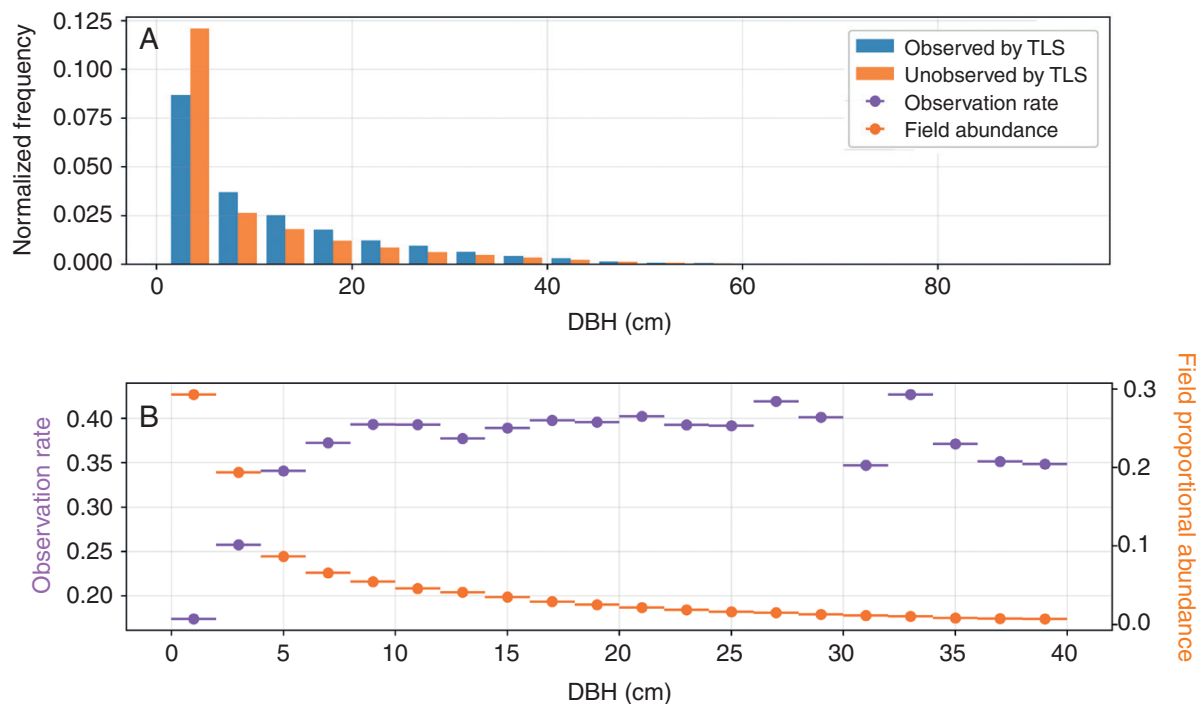 A
Normalized frequency
0.125
0.100
0.075
0.050
0.025
0.000
Observed by TLS
Unobserved by TLS
Observation rate
Field abundance
0 20 40 60 80
DBH (cm)
B
Observation rate
0.40
0.35
0.30
0.25
0.20
0.3
0.2
0.1
0.0
Field proportional abundance
0 5 10 15 20 25 30 35 40
DBH (cm)